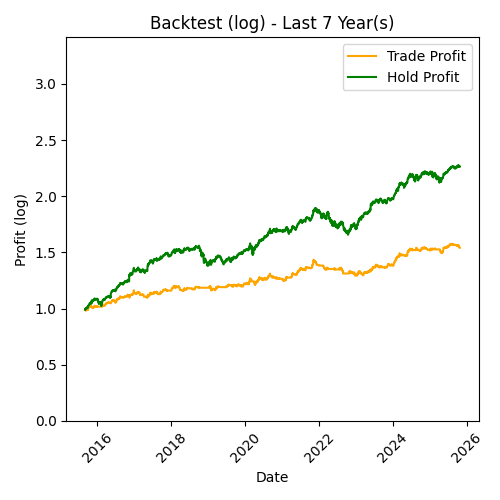 Backtest (log) - Last 7 Year(s)
Trade Profit
Hold Profit
Profit (log)
3.0
2.5
2.0
1.5
1.0
0.5
0.0
2016
2018
2020
2022
2024
2026
Date